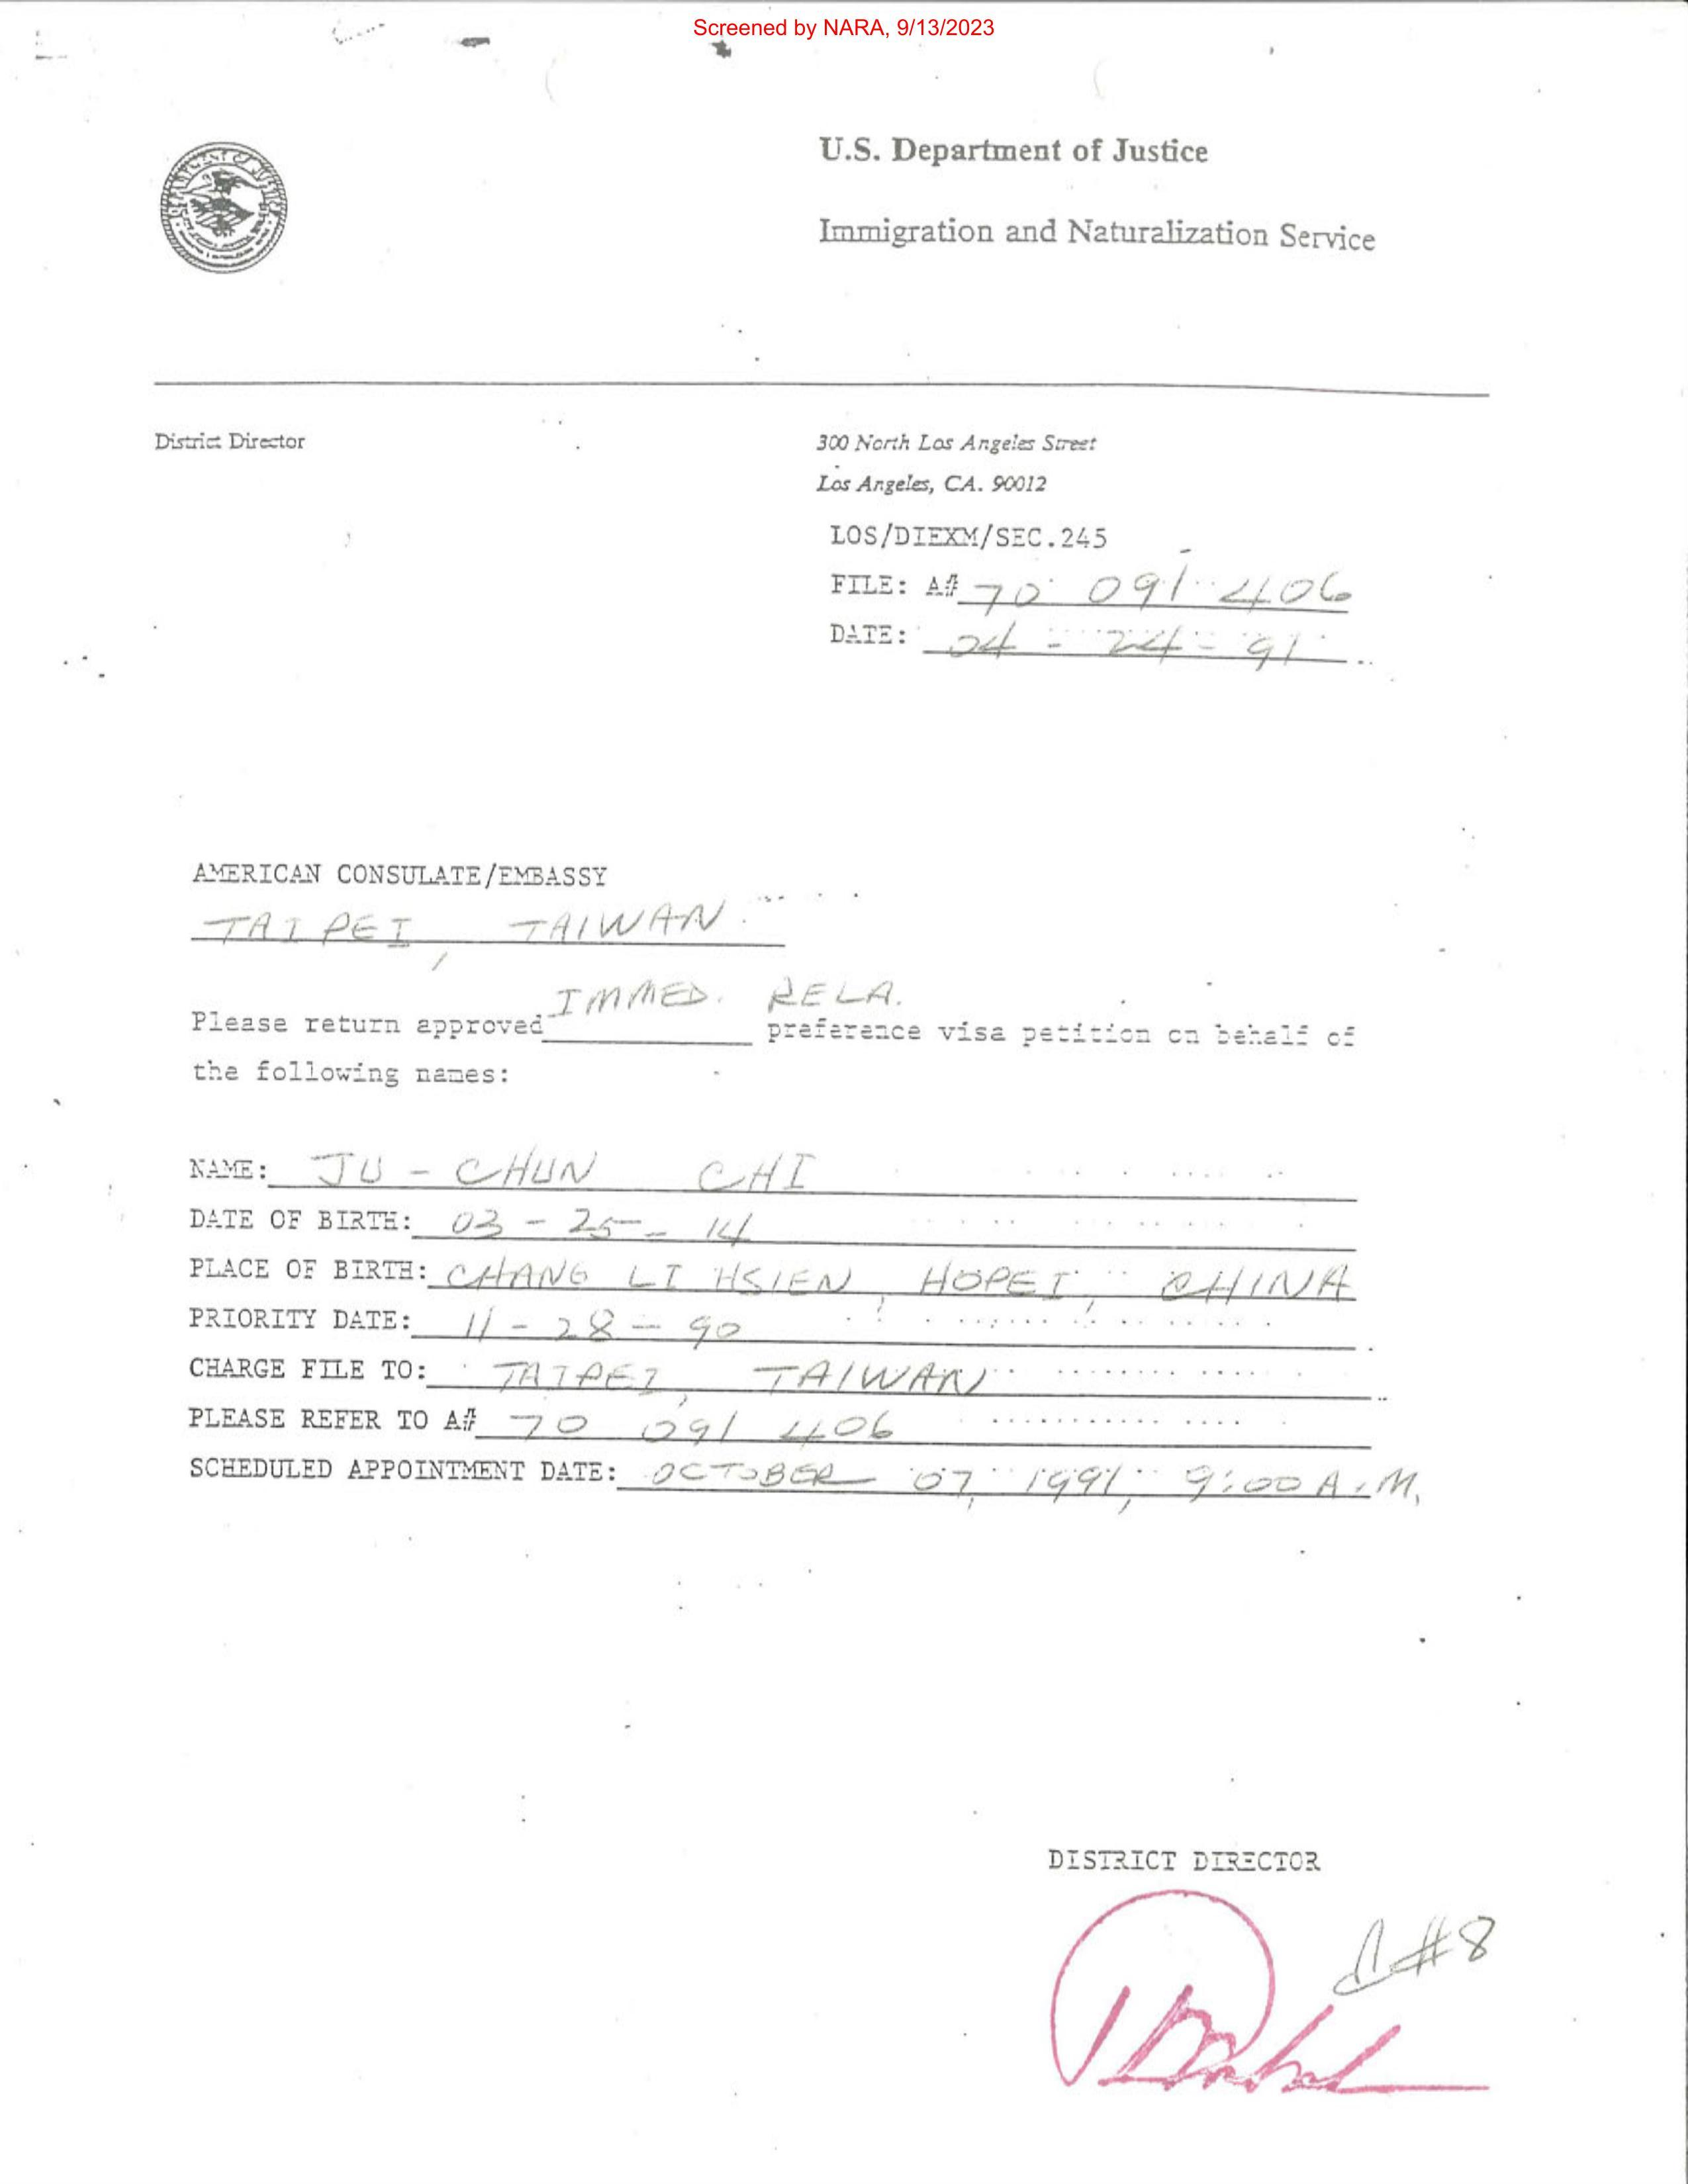 Screened by NARA, 9/13/2023
U.S. Department of Justice
Immigration and Naturalization Service
District Director
300 North Los Angeles Street
Los Angeles, CA. 90012
LOS/DIEXM/SEC.245
FILE: A# 70 091 406
DATE: 04 - 24 - 91
AMERICAN CONSULATE/EMBASSY
TAIPEI, TAIWAN
Please return approved IMMED. RELA. preference visa petition on behalf of
the following names:
NAME: JU - CHUN CHI
DATE OF BIRTH: 03 - 25 - 14
PLACE OF BIRTH: CHANG LI HSIEN, HOPEI, CHINA
PRIORITY DATE: 11 - 28 - 90
CHARGE FILE TO: TAIPEI, TAIWAN
PLEASE REFER TO A# 70 091 406
SCHEDULED APPOINTMENT DATE: OCTOBER 07, 1991, 9:00 A.M.
DISTRICT DIRECTOR
#8